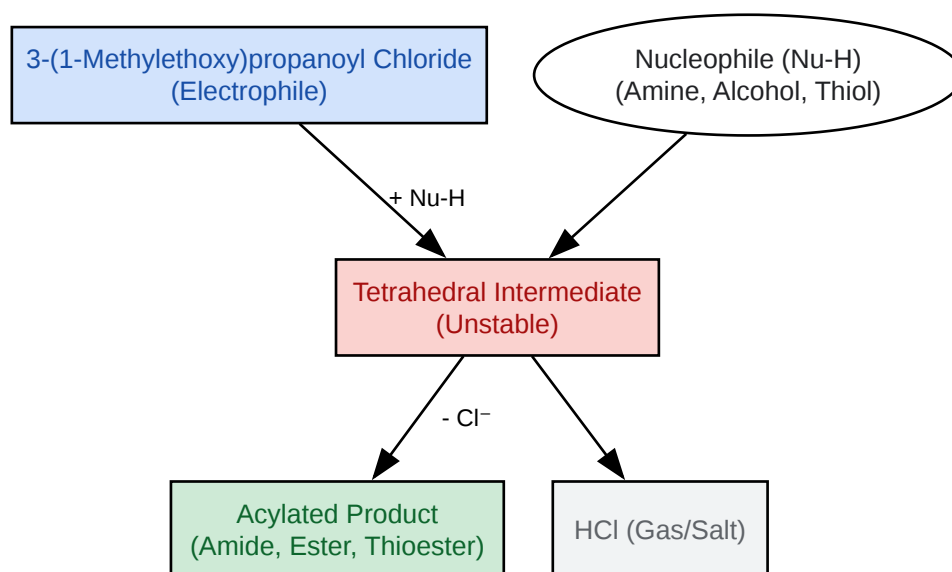 3-(1-Methylethoxy)propanoyl Chloride
(Electrophile)
Nucleophile (Nu-H)
(Amine, Alcohol, Thiol)
+ Nu-H
Tetrahedral Intermediate
(Unstable)
- Cl⁻
Acylated Product
(Amide, Ester, Thioester)
HCl (Gas/Salt)